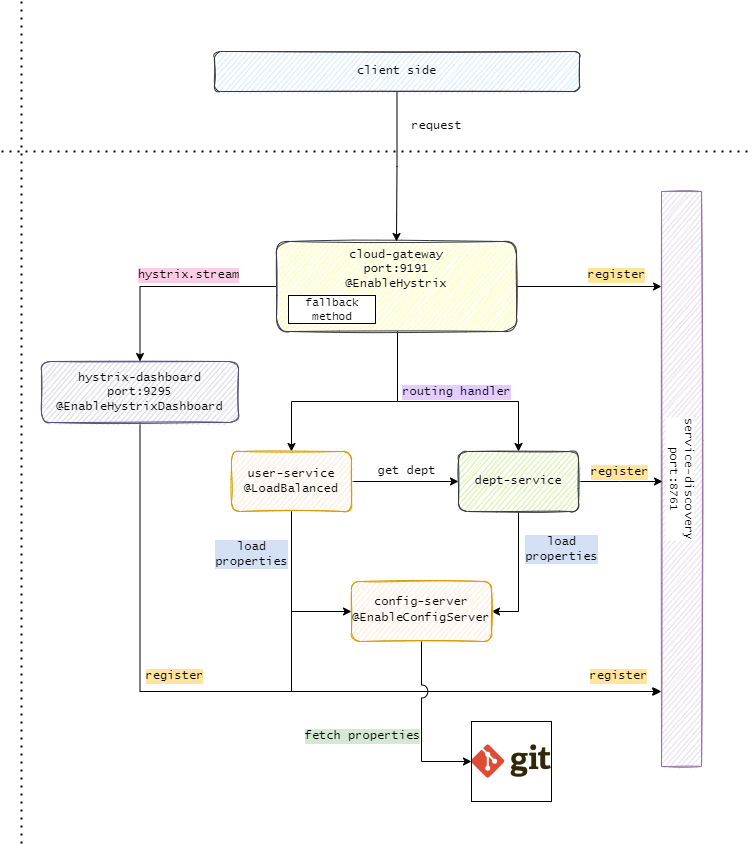 client side
request
cloud-gateway
port:9191
@EnableHystrix
fallback
method
hystrix.stream
register
hystrix-dashboard
port:9295
@EnableHystrixDashboard
routing handler
service-discovery
port:8761
user-service
@LoadBalanced
get dept
dept-service
register
load
properties
load
properties
config-server
@EnableConfigServer
register
register
fetch properties
git